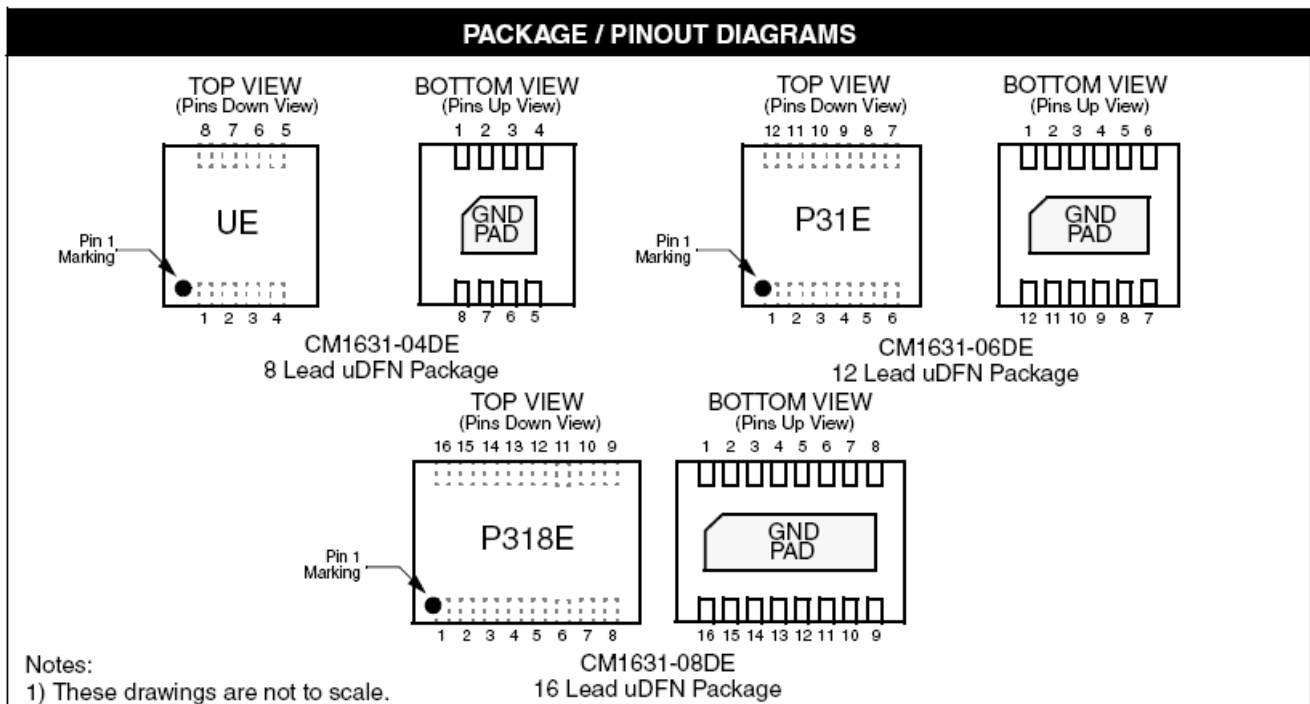 PACKAGE / PINOUT DIAGRAMS
TOP VIEW
(Pins Down View)
8 7 6 5
UE
Pin 1
Marking
1 2 3 4
BOTTOM VIEW
(Pins Up View)
1 2 3 4
GND
PAD
8 7 6 5
CM1631-04DE
8 Lead uDFN Package
TOP VIEW
(Pins Down View)
12 11 10 9 8 7
P31E
Pin 1
Marking
1 2 3 4 5 6
BOTTOM VIEW
(Pins Up View)
1 2 3 4 5 6
GND
PAD
12 11 10 9 8 7
CM1631-06DE
12 Lead uDFN Package
TOP VIEW
(Pins Down View)
16 15 14 13 12 11 10 9
P318E
Pin 1
Marking
1 2 3 4 5 6 7 8
BOTTOM VIEW
(Pins Up View)
1 2 3 4 5 6 7 8
GND
PAD
16 15 14 13 12 11 10 9
CM1631-08DE
16 Lead uDFN Package
Notes:
1) These drawings are not to scale.